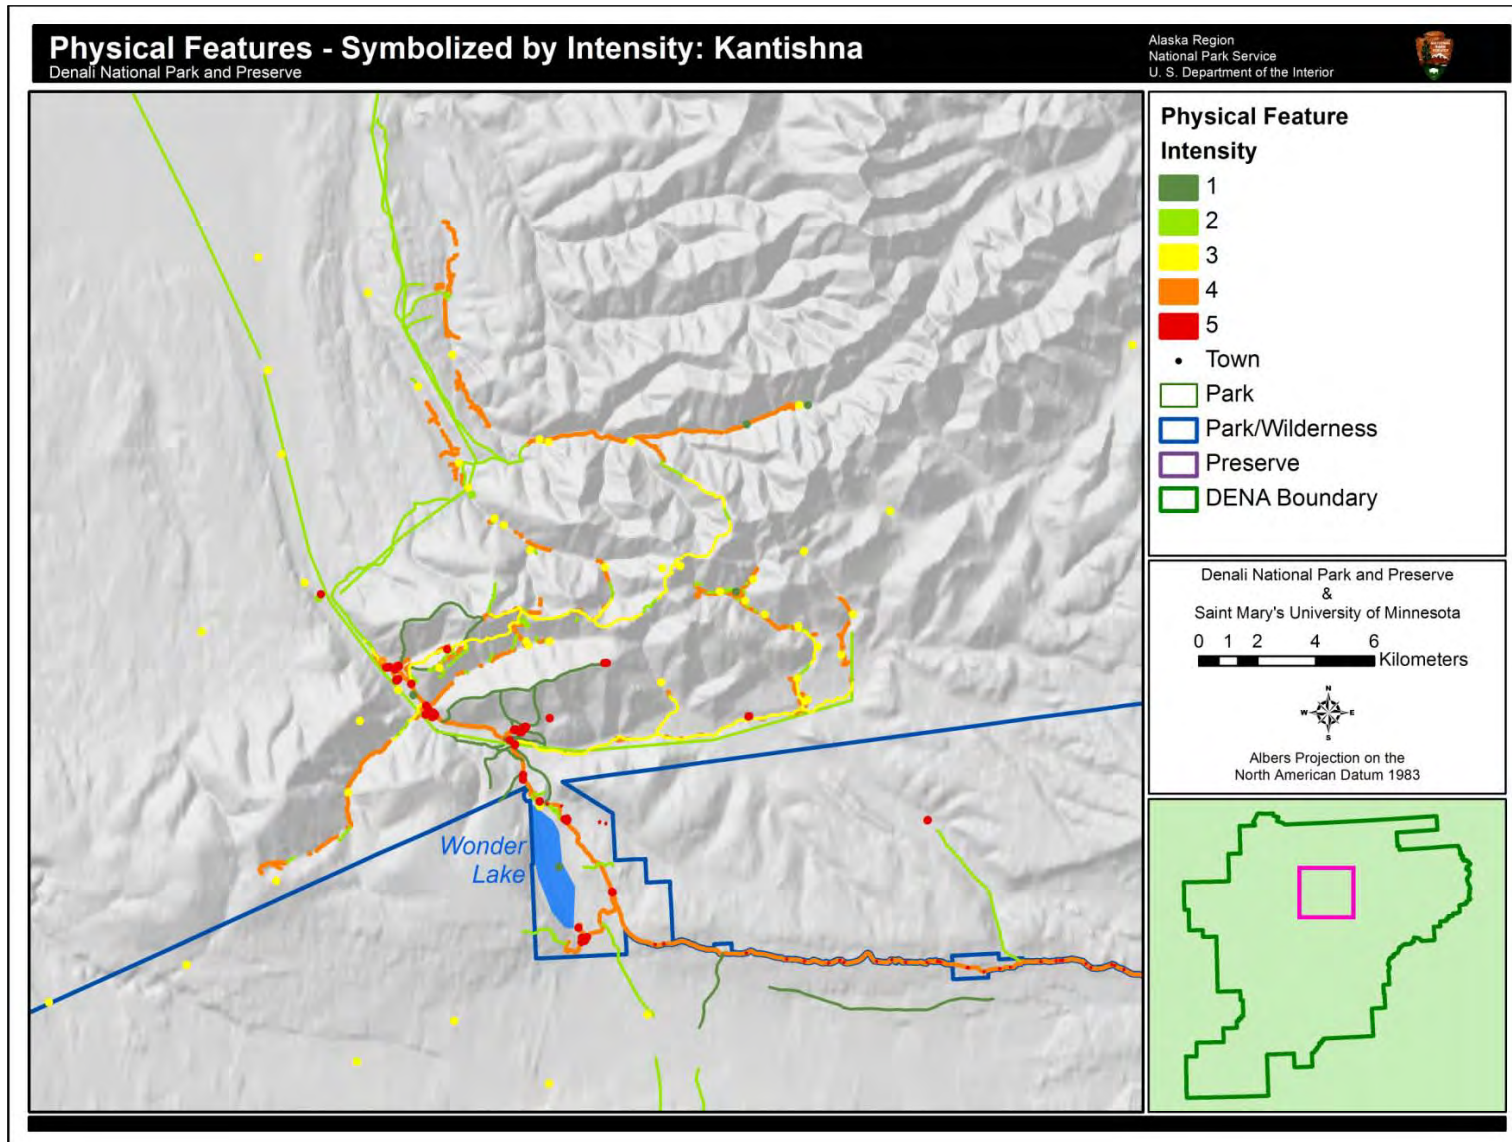 Physical Features - Symbolized by Intensity: Kantishna
Denali National Park and Preserve
Alaska Region
National Park Service
U. S. Department of the Interior
Physical Feature
Intensity
1
2
3
4
5
Town
Park
Park/Wilderness
Preserve
DENA Boundary
Denali National Park and Preserve
&
Saint Mary's University of Minnesota
0 1 2 4 6
Kilometers
N
W E
S
Albers Projection on the
North American Datum 1983
Wonder
Lake